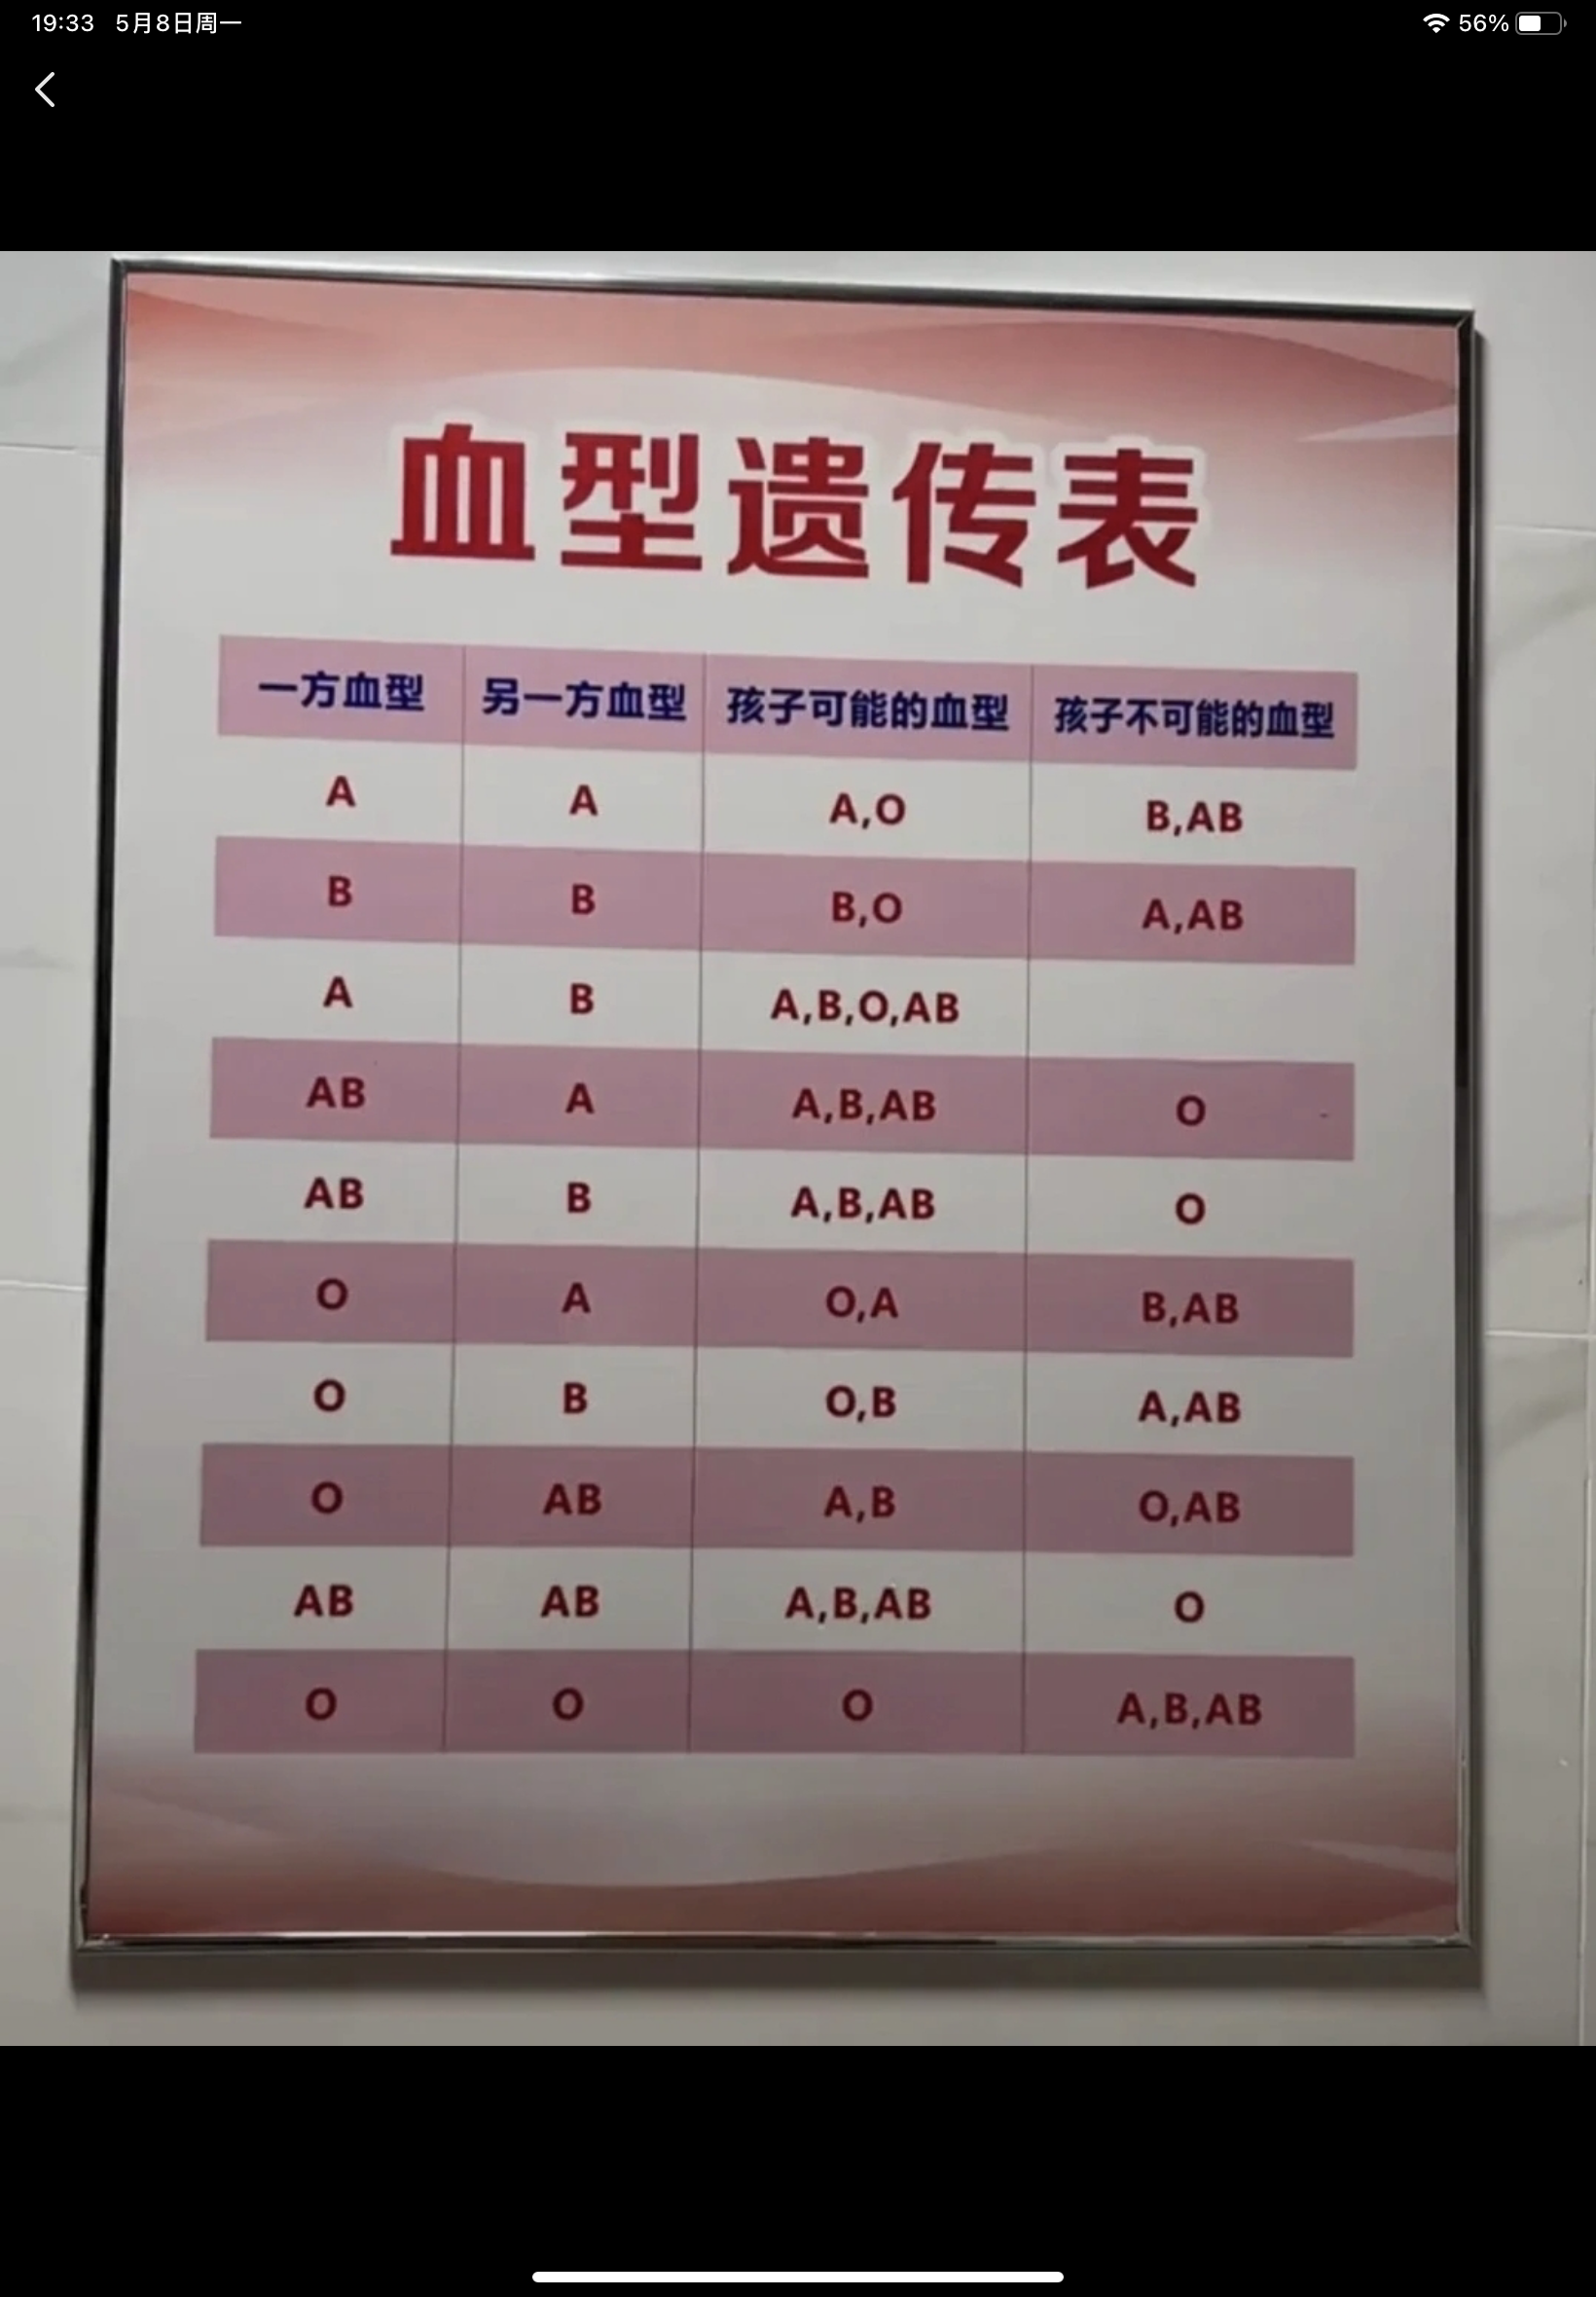 19:33 5月8日周一 56%
血型遗传表
一方血型 另一方血型 孩子可能的血型 孩子不可能的血型
A A A,O B,AB
B B B,O A,AB
A B A,B,O,AB
AB A A,B,AB O
AB B A,B,AB O
O A O,A B,AB
O B O,B A,AB
O AB A,B O,AB
AB AB A,B,AB O
O O O A,B,AB